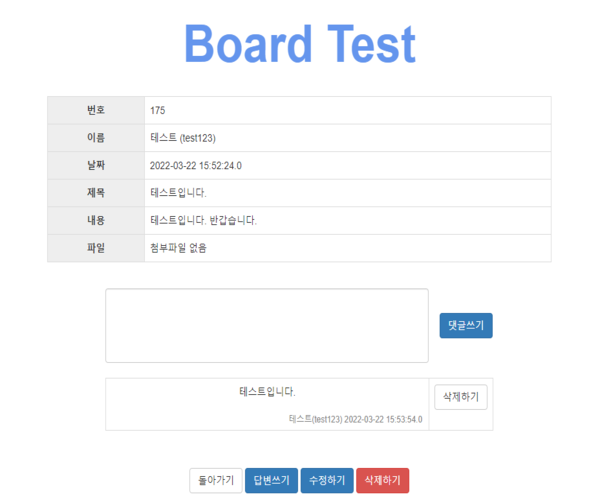 Board Test
번호 175
이름 테스트 (test123)
날짜 2022-03-22 15:52:24.0
제목 테스트입니다.
내용 테스트입니다. 반갑습니다.
파일 첨부파일 없음
댓글쓰기
테스트입니다.
삭제하기
테스트(test123) 2022-03-22 15:53:54.0
돌아가기 답변쓰기 수정하기 삭제하기